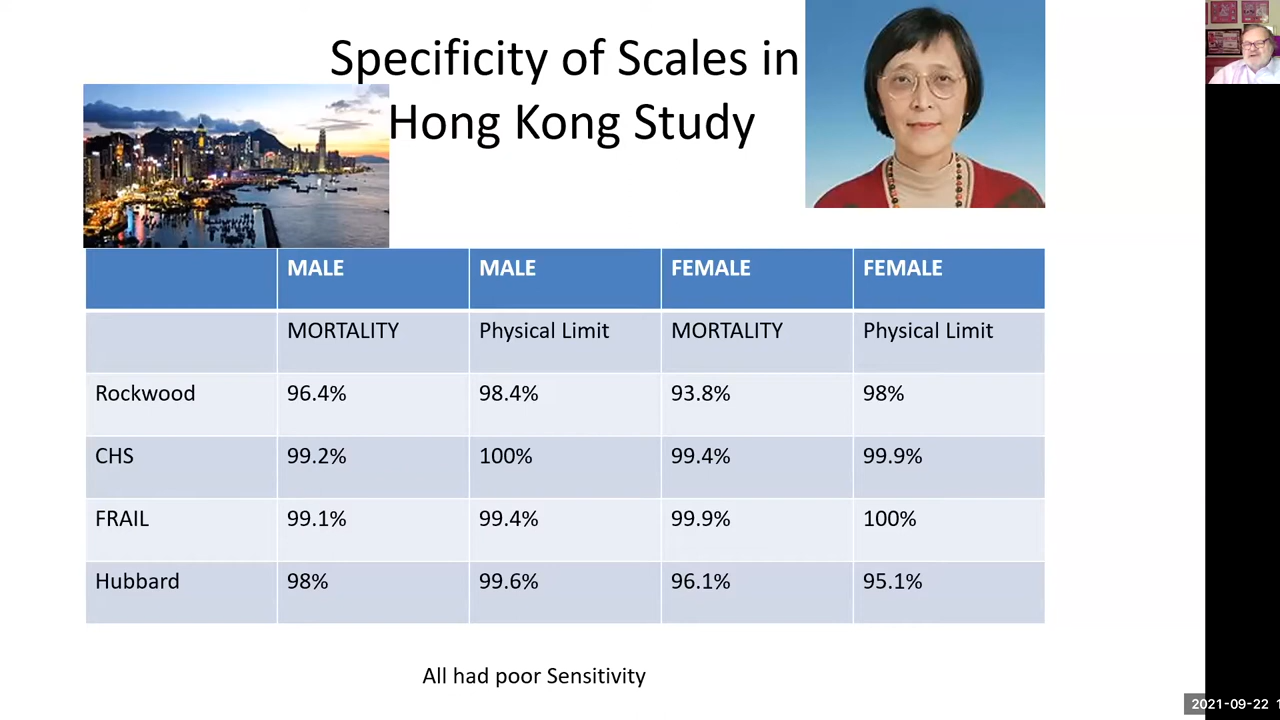 Specificity of Scales in
Hong Kong Study
MALE MALE FEMALE FEMALE
MORTALITY Physical Limit MORTALITY Physical Limit
Rockwood 96.4% 98.4% 93.8% 98%
CHS 99.2% 100% 99.4% 99.9%
FRAIL 99.1% 99.4% 99.9% 100%
Hubbard 98% 99.6% 96.1% 95.1%
All had poor Sensitivity
2021-09-22